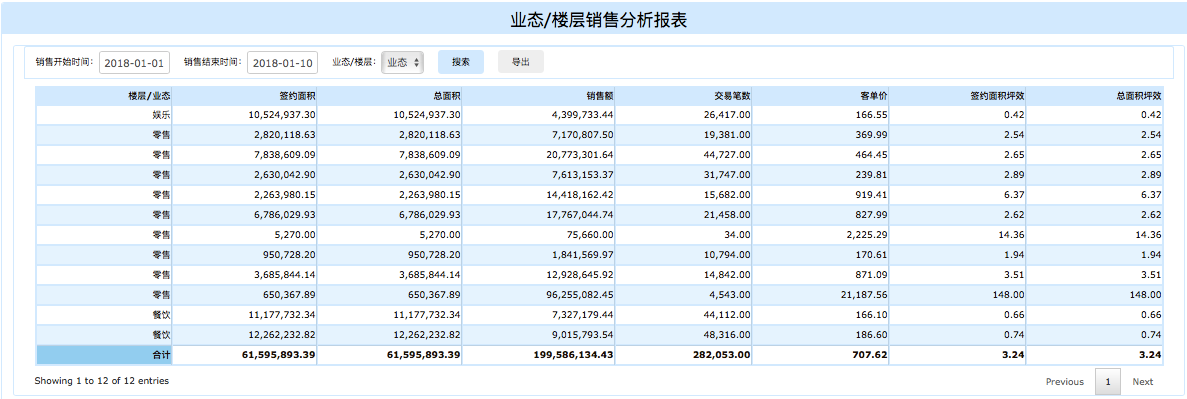 业态/楼层销售分析报表
销售开始时间: 2018-01-01 销售结束时间: 2018-01-10 业态/楼层: 业态 搜索 导出
楼层/业态 签约面积 总面积 销售额 交易笔数 客单价 签约面积坪效 总面积坪效
娱乐 10,524,937.30 10,524,937.30 4,399,733.44 26,417.00 166.55 0.42 0.42
零售 2,820,118.63 2,820,118.63 7,170,807.50 19,381.00 369.99 2.54 2.54
零售 7,838,609.09 7,838,609.09 20,773,301.64 44,727.00 464.45 2.65 2.65
零售 2,630,042.90 2,630,042.90 7,613,153.37 31,747.00 239.81 2.89 2.89
零售 2,263,980.15 2,263,980.15 14,418,162.42 15,682.00 919.41 6.37 6.37
零售 6,786,029.93 6,786,029.93 17,767,044.74 21,458.00 827.99 2.62 2.62
零售 5,270.00 5,270.00 75,660.00 34.00 2,225.29 14.36 14.36
零售 950,728.20 950,728.20 1,841,569.97 10,794.00 170.61 1.94 1.94
零售 3,685,844.14 3,685,844.14 12,928,645.92 14,842.00 871.09 3.51 3.51
零售 650,367.89 650,367.89 96,255,082.45 4,543.00 21,187.56 148.00 148.00
餐饮 11,177,732.34 11,177,732.34 7,327,179.44 44,112.00 166.10 0.66 0.66
餐饮 12,262,232.82 12,262,232.82 9,015,793.54 48,316.00 186.60 0.74 0.74
合计 61,595,893.39 61,595,893.39 199,586,134.43 282,053.00 707.62 3.24 3.24
Showing 1 to 12 of 12 entries Previous 1 Next